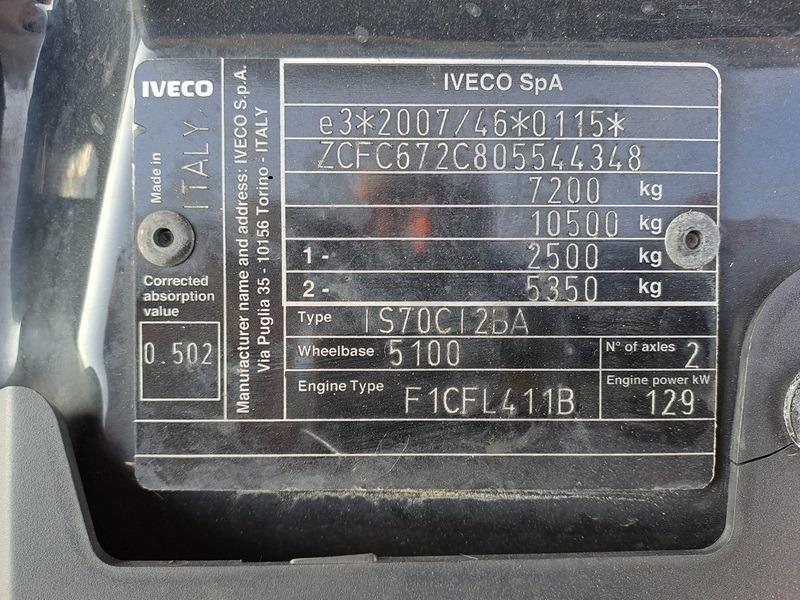 IVECO
Made in
ITALY
Corrected
absorption
value
0.502
Manufacturer name and address: IVECO S.p.A.
Via Puglia 35 - 10156 Torino - ITALY
IVECO SpA
e3*2007/46*0115*
ZCFC672C805544348
7200 kg
10500 kg
1- 2500 kg
2- 5350 kg
Type IS70CI2BA
Wheelbase 5100 N° of axles 2
Engine Type F1CFL411B Engine power kW 129